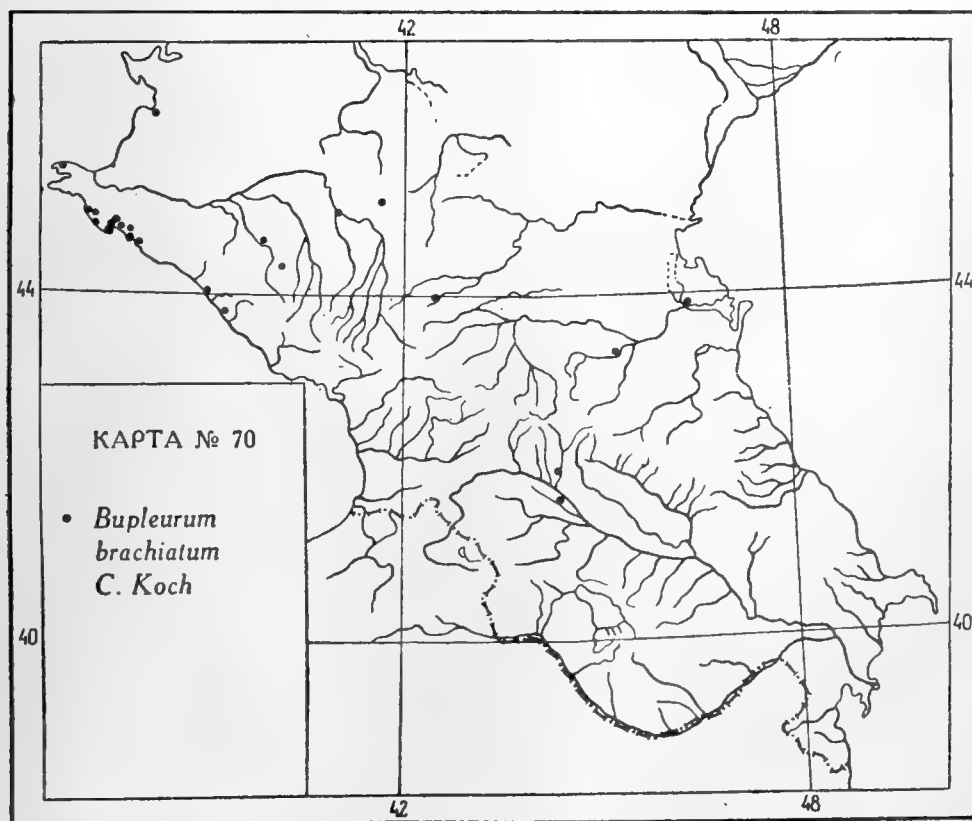 42 48
44 44
КАРТА № 70
• Bupleurum
brachiatum
C. Koch
40 40
42 48